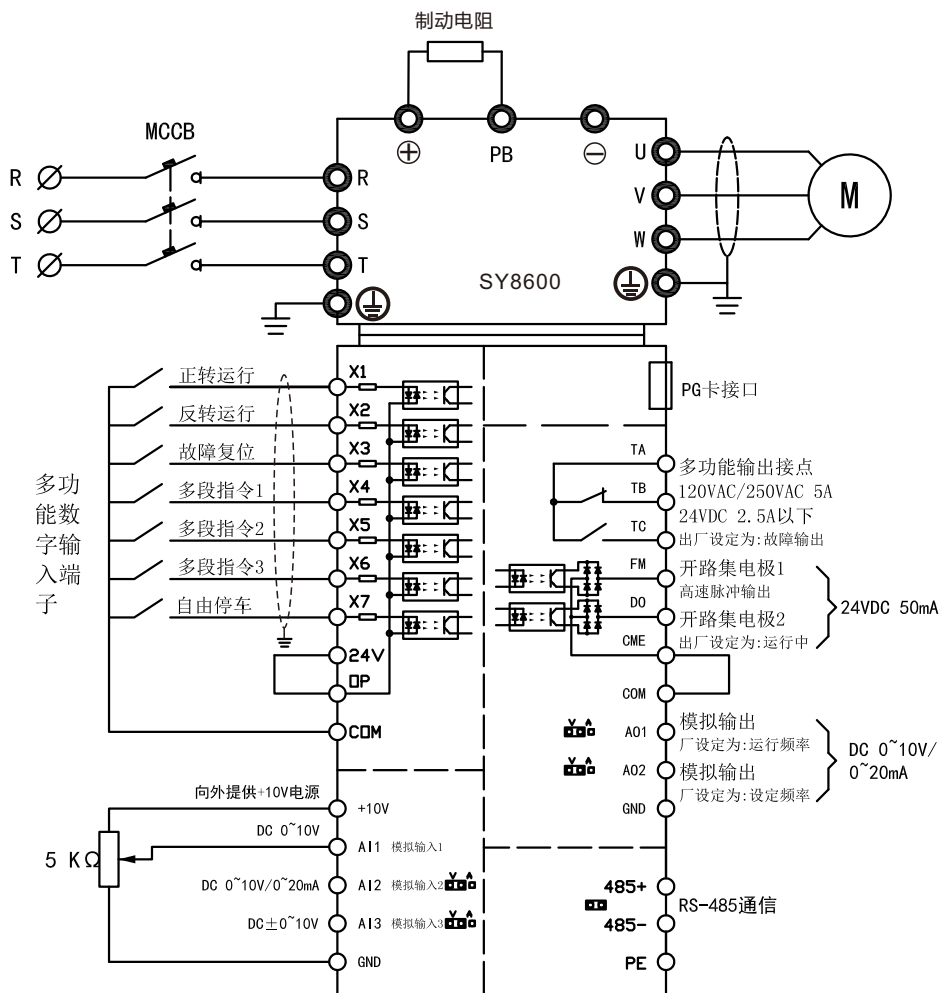 制动电阻
MCCB
⊕
PB
⊖
R
S
T
R
S
T
U
V
W
M
SY8600
多功能数字输入端子
正转运行
反转运行
故障复位
多段指令1
多段指令2
多段指令3
自由停车
X1
X2
X3
X4
X5
X6
X7
24V
OP
COM
PG卡接口
TA
TB
TC
多功能输出接点
120VAC/250VAC 5A
24VDC 2.5A以下
出厂设定为:故障输出
FM
开路集电极1
高速脉冲输出
DO
开路集电极2
出厂设定为:运行中
24VDC 50mA
CME
COM
V A
AO1
模拟输出
厂设定为:运行频率
V A
AO2
模拟输出
厂设定为:设定频率
DC 0~10V/
0~20mA
GND
向外提供+10V电源
+10V
5 KΩ
DC 0~10V
AI1 模拟输入1
DC 0~10V/0~20mA
AI2 模拟输入2
V A
DC±0~10V
AI3 模拟输入3
V A
GND
485+
485-
RS-485通信
PE